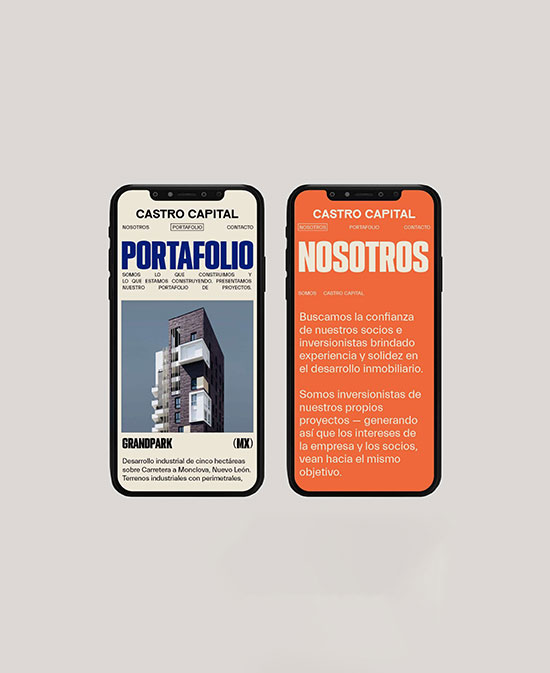 CASTRO CAPITAL
NOSOTROS PORTAFOLIO CONTACTO
PORTAFOLIO
SOMOS LO QUE CONSTRUIMOS Y
LO QUE ESTAMOS CONSTRUYENDO. PRESENTAMOS
NUESTRO PORTAFOLIO DE PROYECTOS.
GRANDPARK (MX)
Desarrollo industrial de cinco hectáreas
sobre Carretera a Monclova, Nuevo León.
Terrenos industriales con perimetrales,
CASTRO CAPITAL
NOSOTROS PORTAFOLIO CONTACTO
NOSOTROS
SOMOS CASTRO CAPITAL
Buscamos la confianza
de nuestros socios e
inversionistas brindado
experiencia y solidez en
el desarrollo inmobiliario.
Somos inversionistas de
nuestros propios
proyectos — generando
así que los intereses de
la empresa y los socios,
vean hacia el mismo
objetivo.